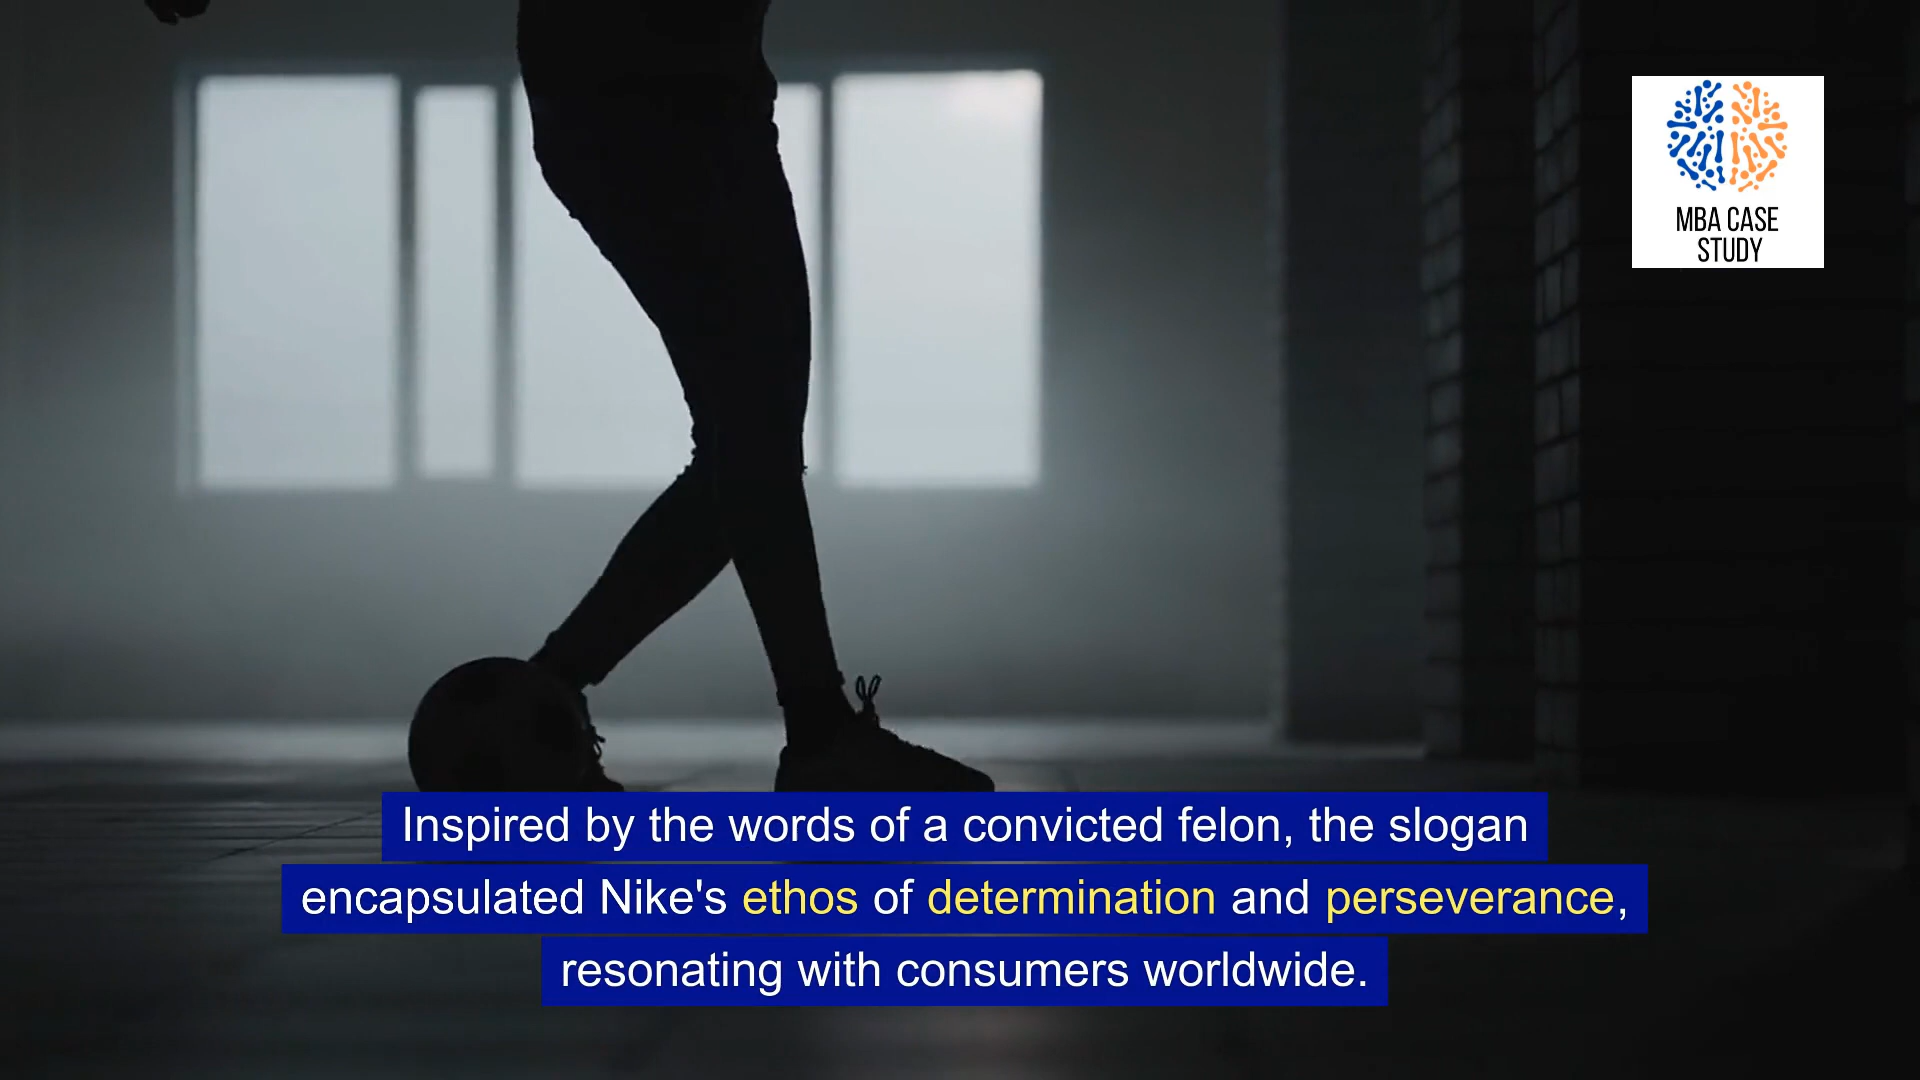 MBA CASE
STUDY
Inspired by the words of a convicted felon, the slogan
encapsulated Nike's ethos of determination and perseverance,
resonating with consumers worldwide.